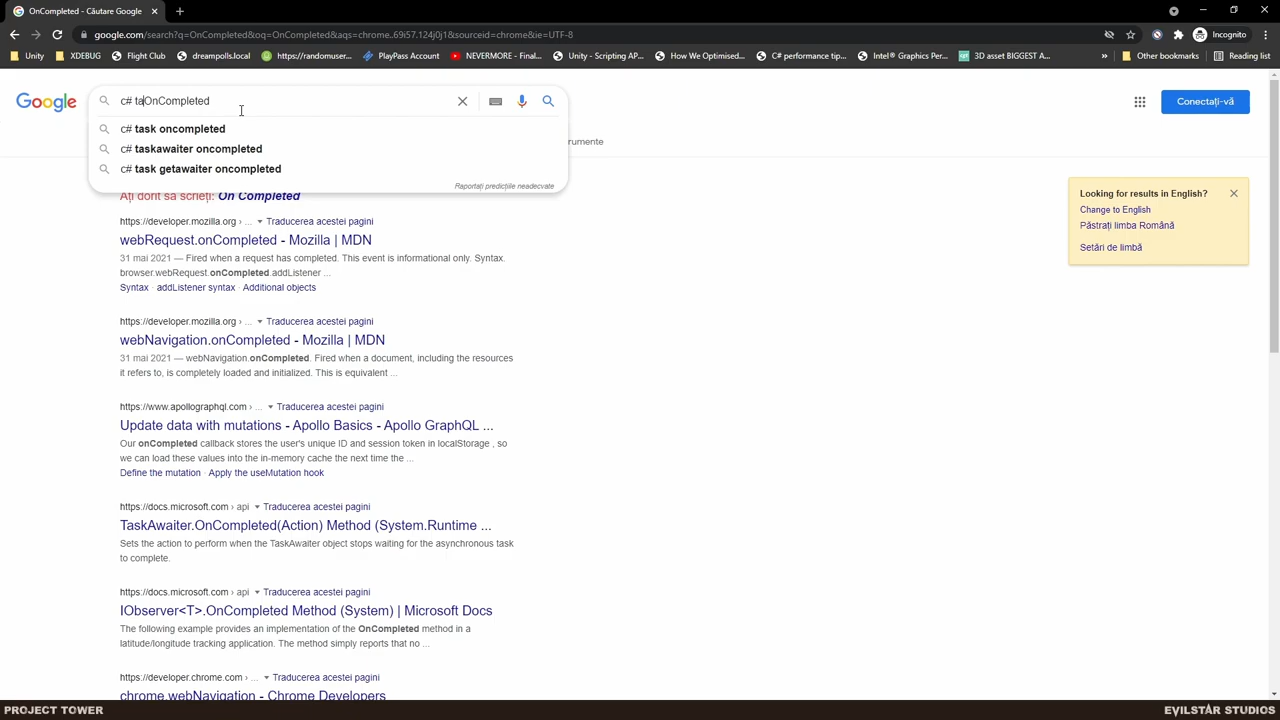 OnCompleted - Căutare Google
Incognito
google.com/search?q=OnCompleted&oq=OnCompleted&aqs=chrome..69i57.124j0j1&sourceid=chrome&ie=UTF-8
Unity
XDEBUG
Flight Club
dreampolls.local
https://randomuser...
PlayPass Account
NEVERMORE - Final...
Unity - Scripting AP...
How We Optimised...
C# performance tip...
Intel® Graphics Per...
3D asset BIGGEST A...
»
Other bookmarks
Reading list
Google
c# taOnCompleted
Conectați-vă
c# task oncompleted
c# taskawaiter oncompleted
c# task getawaiter oncompleted
rumente
Raportați predicțiile neadecvate
Ați dorit să scrieți: On Completed
Looking for results in English?
Change to English
Păstrați limba Română
Setări de limbă
https://developer.mozilla.org › ... Traducerea acestei pagini
webRequest.onCompleted - Mozilla | MDN
31 mai 2021 — Fired when a request has completed. This event is informational only. Syntax.
browser.webRequest.onCompleted.addListener ...
Syntax · addListener syntax · Additional objects
https://developer.mozilla.org › ... Traducerea acestei pagini
webNavigation.onCompleted - Mozilla | MDN
31 mai 2021 — webNavigation.onCompleted. Fired when a document, including the resources
it refers to, is completely loaded and initialized. This is equivalent ...
https://www.apollographql.com › ... Traducerea acestei pagini
Update data with mutations - Apollo Basics - Apollo GraphQL ...
Our onCompleted callback stores the user's unique ID and session token in localStorage , so
we can load these values into the in-memory cache the next time the ...
Define the mutation · Apply the useMutation hook
https://docs.microsoft.com › api Traducerea acestei pagini
TaskAwaiter.OnCompleted(Action) Method (System.Runtime ...
Sets the action to perform when the TaskAwaiter object stops waiting for the asynchronous task
to complete.
https://docs.microsoft.com › api Traducerea acestei pagini
IObserver<T>.OnCompleted Method (System) | Microsoft Docs
The following example provides an implementation of the OnCompleted method in a
latitude/longitude tracking application. The method simply reports that no ...
https://developer.chrome.com › ... Traducerea acestei pagini
chrome.webNavigation - Chrome Developers
PROJECT TOWER
EVILSTAR STUDIOS